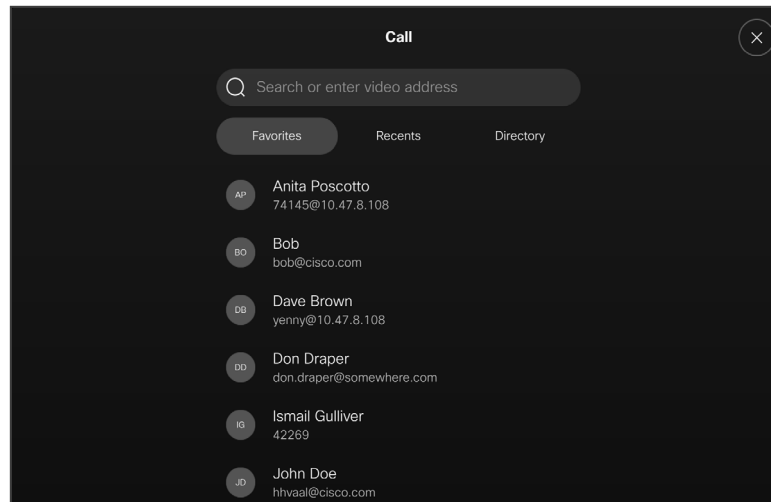 Call
Search or enter video address
Favorites Recents Directory
AP
Anita Poscotto
74145@10.47.8.108
BO
Bob
bob@cisco.com
DB
Dave Brown
yenny@10.47.8.108
DD
Don Draper
don.draper@somewhere.com
IG
Ismail Gulliver
42269
JD
John Doe
hhvaal@cisco.com